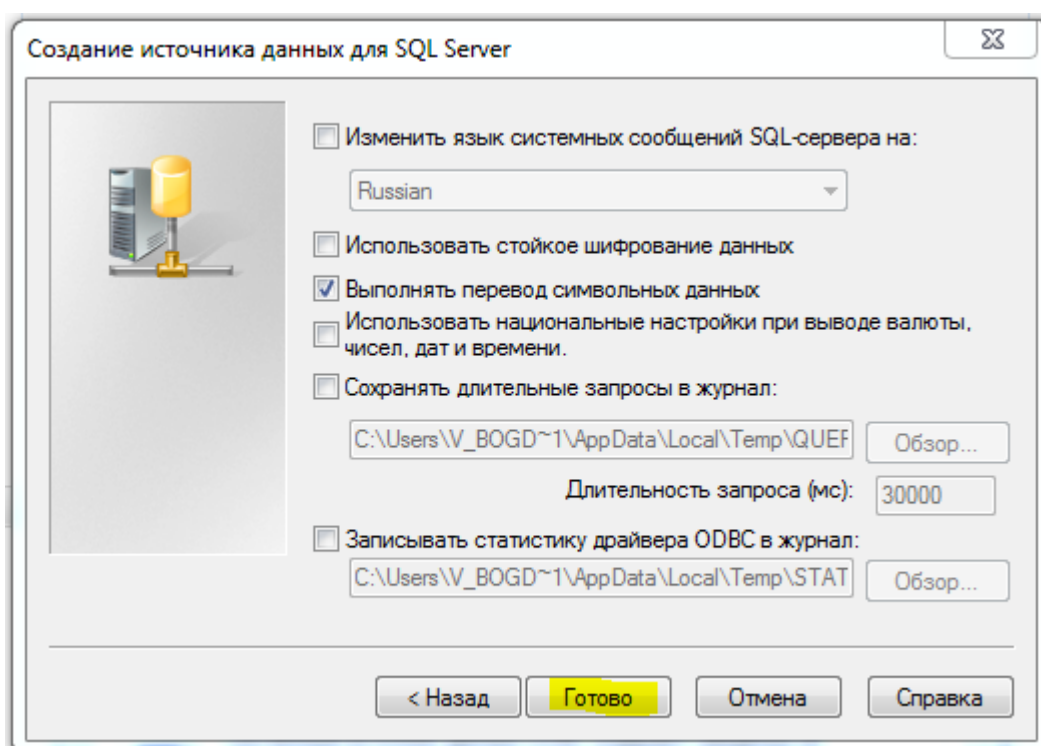 Создание источника данных для SQL Server
Изменить язык системных сообщений SQL-сервера на:
Russian
Использовать стойкое шифрование данных
Выполнять перевод символьных данных
Использовать национальные настройки при выводе валюты,
чисел, дат и времени.
Сохранять длительные запросы в журнал:
C:\Users\V_BOGD~1\AppData\Local\Temp\QUER Обзор...
Длительность запроса (мс): 30000
Записывать статистику драйвера ODBC в журнал:
C:\Users\V_BOGD~1\AppData\Local\Temp\STAT Обзор...
< Назад Готово Отмена Справка